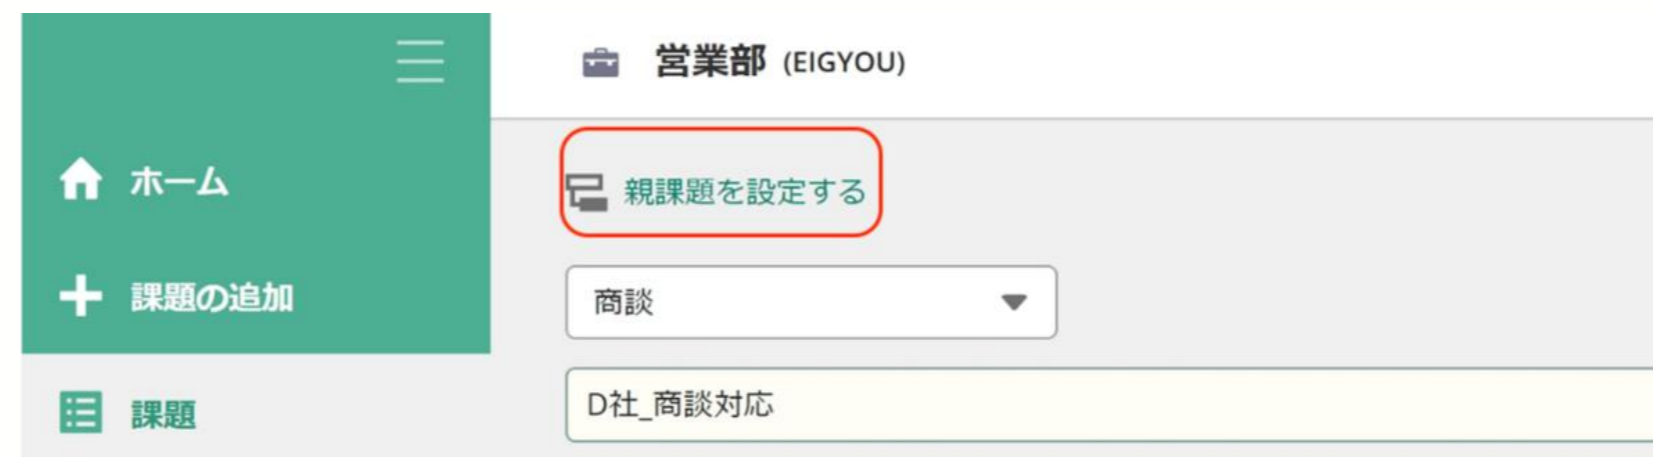 営業部 (EIGYOU)
ホーム
親課題を設定する
課題の追加
商談
課題
D社_商談対応